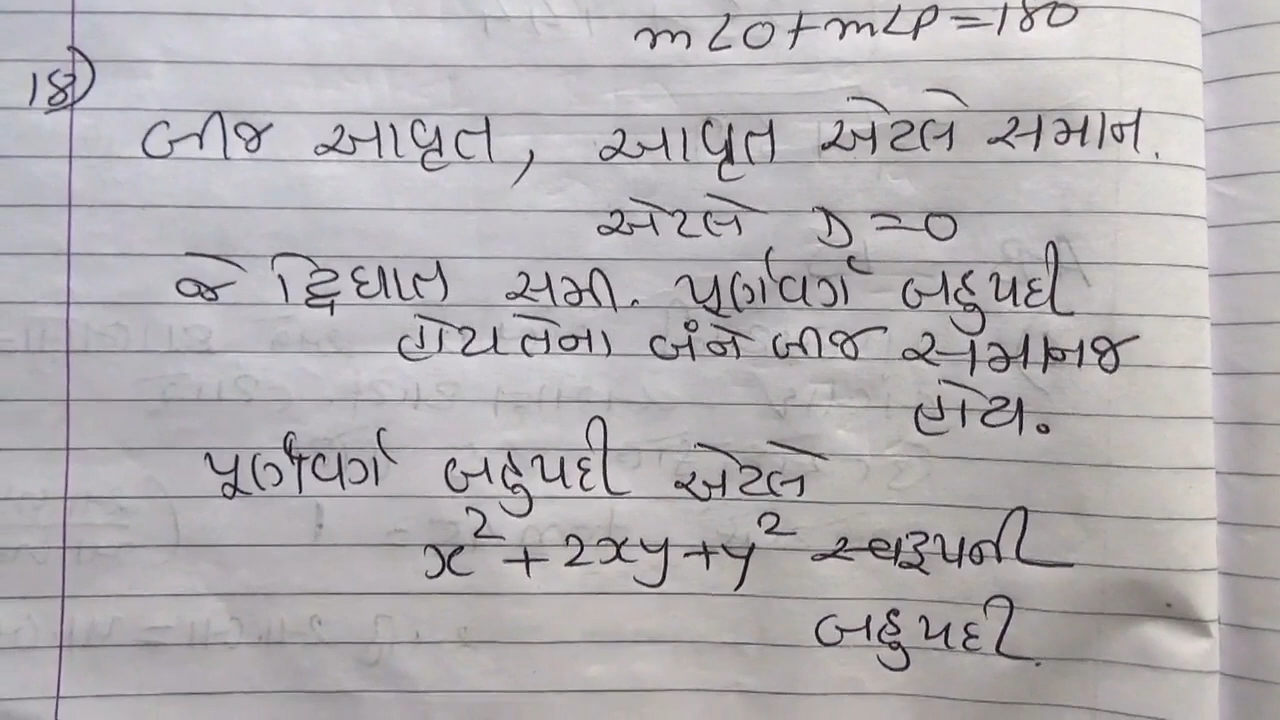 m∠O+m∠P=180
18)
બીજ આવૃત, આવૃત એટલે સમાન.
એટલે D=0
જે દ્વિઘાત સમી. પૂર્ણવર્ગ બહુપદી
હોય તેના બંને બીજ સમાનજ
હોય.
પૂર્ણવર્ગ બહુપદી એટલે
x²+2xy+y² સ્વરૂપની
બહુપદી.